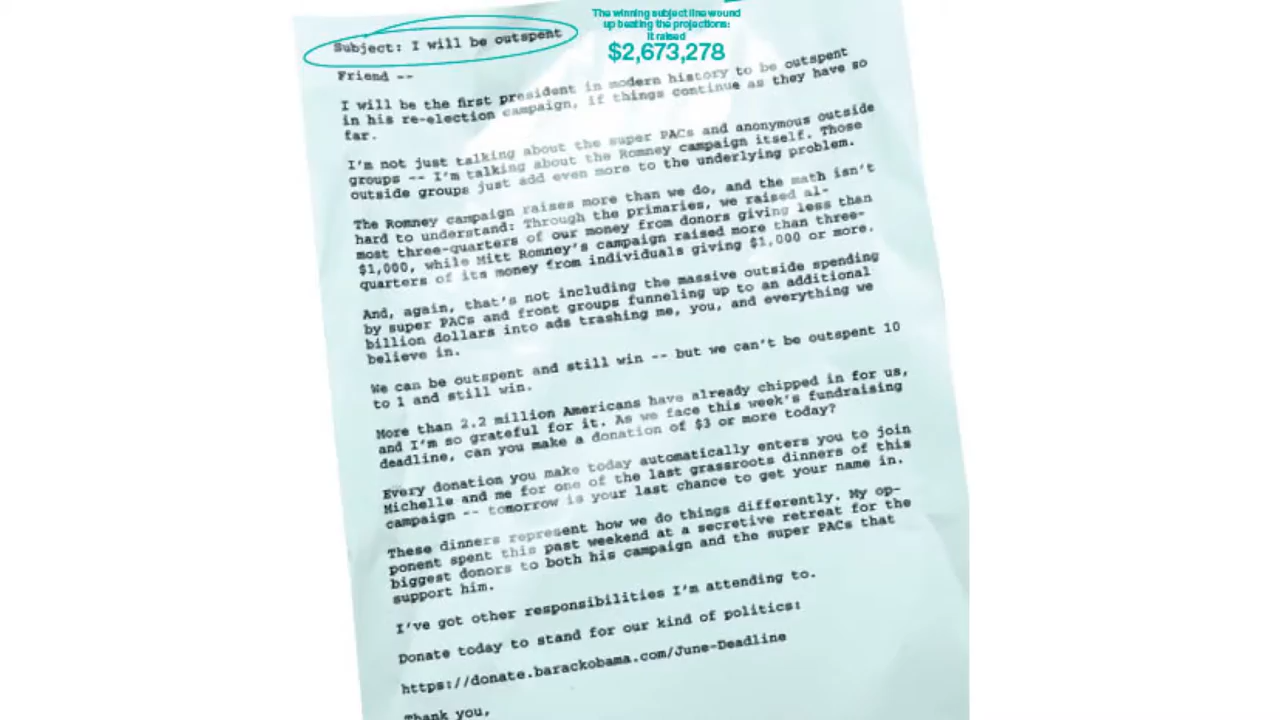 The winning subject line wound
up beating the projections:
It raised
$2,673,278
Subject: I will be outspent
Friend --
I will be the first president in modern history to be outspent
in his re-election campaign, if things continue as they have so
far.
I'm not just talking about the super PACs and anonymous outside
groups -- I'm talking about the Romney campaign itself. Those
outside groups just add even more to the underlying problem.
The Romney campaign raises more than we do, and the math isn't
hard to understand: Through the primaries, we raised al-
most three-quarters of our money from donors giving less than
$1,000, while Mitt Romney's campaign raised more than three-
quarters of its money from individuals giving $1,000 or more.
And, again, that's not including the massive outside spending
by super PACs and front groups funneling up to an additional
billion dollars into ads trashing me, you, and everything we
believe in.
We can be outspent and still win -- but we can't be outspent 10
to 1 and still win.
More than 2.2 million Americans have already chipped in for us,
and I'm so grateful for it. As we face this week's fundraising
deadline, can you make a donation of $3 or more today?
Every donation you make today automatically enters you to join
Michelle and me for one of the last grassroots dinners of this
campaign -- tomorrow is your last chance to get your name in.
These dinners represent how we do things differently. My op-
ponent spent this past weekend at a secretive retreat for the
biggest donors to both his campaign and the super PACs that
support him.
I've got other responsibilities I'm attending to.
Donate today to stand for our kind of politics:
https://donate.barackobama.com/June-Deadline
Thank you,